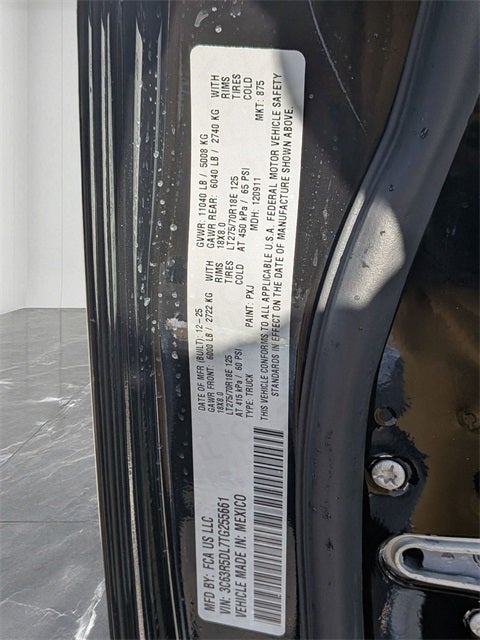 MFD BY: FCA US LLC
VIN: 3C63R5DL7TG255661
VEHICLE MADE IN: MEXICO
DATE OF MFR (BUILT): 12-25 GVWR: 11040 LB / 5008 KG
GAWR FRONT: 6000 LB / 2722 KG WITH GAWR REAR: 6040 LB / 2740 KG WITH
18X8.0 RIMS 18X8.0 RIMS
LT275/70R18E 125 TIRES LT275/70R18E 125 TIRES
AT 415 kPa / 60 PSI COLD AT 450 kPa / 65 PSI COLD
TYPE: TRUCK PAINT: PXJ MDH: 120911 MKT: 875
THIS VEHICLE CONFORMS TO ALL APPLICABLE U.S.A. FEDERAL MOTOR VEHICLE SAFETY
STANDARDS IN EFFECT ON THE DATE OF MANUFACTURE SHOWN ABOVE.